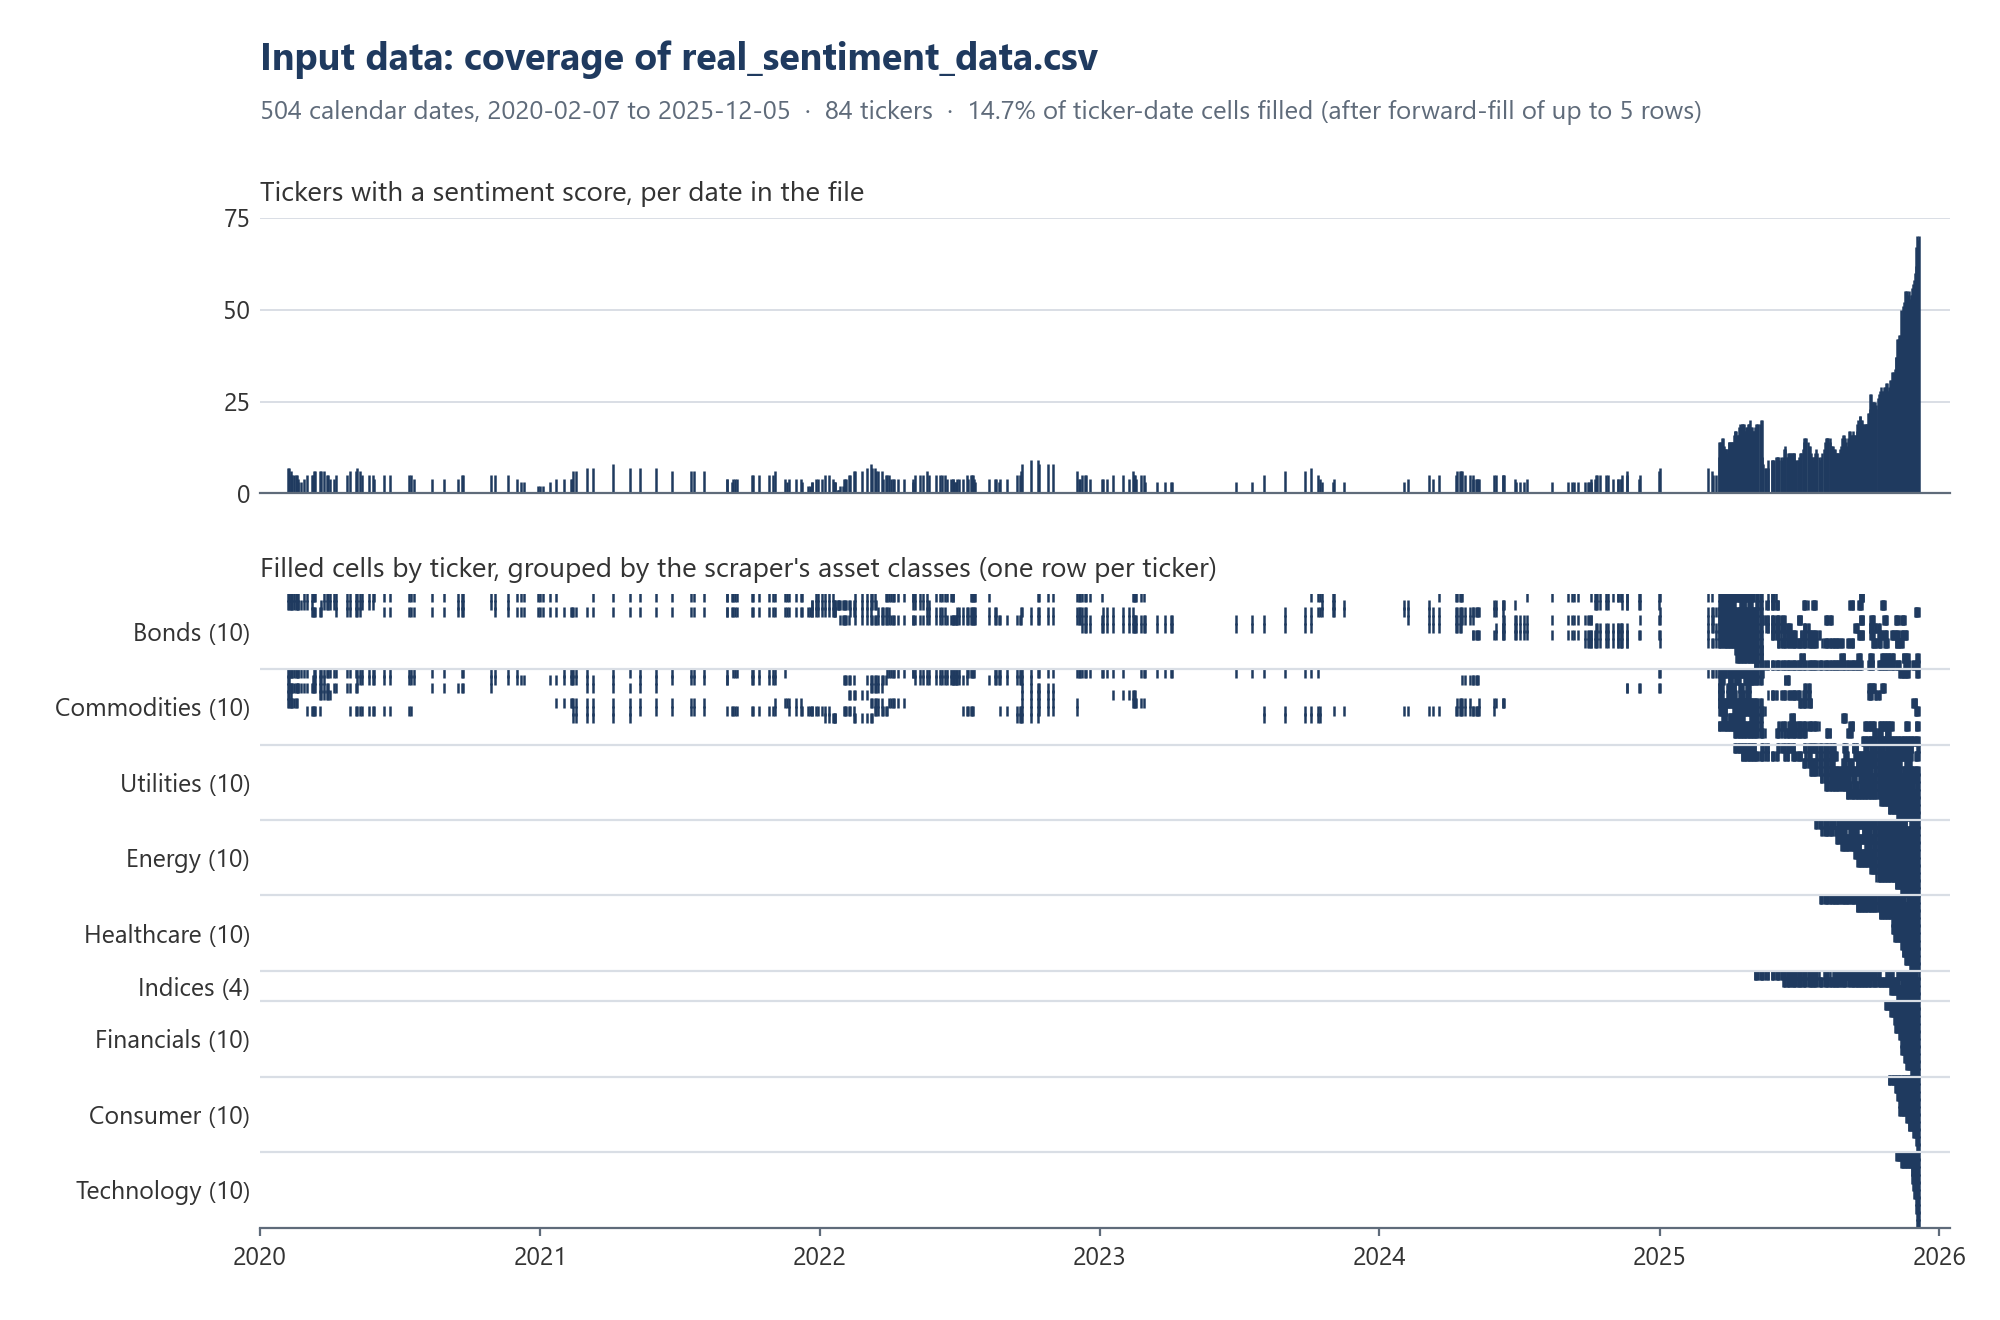 Input data: coverage of real_sentiment_data.csv
504 calendar dates, 2020-02-07 to 2025-12-05 · 84 tickers · 14.7% of ticker-date cells filled (after forward-fill of up to 5 rows)
Tickers with a sentiment score, per date in the file
75
50
25
0
Filled cells by ticker, grouped by the scraper's asset classes (one row per ticker)
Bonds (10)
Commodities (10)
Utilities (10)
Energy (10)
Healthcare (10)
Indices (4)
Financials (10)
Consumer (10)
Technology (10)
2020 2021 2022 2023 2024 2025 2026